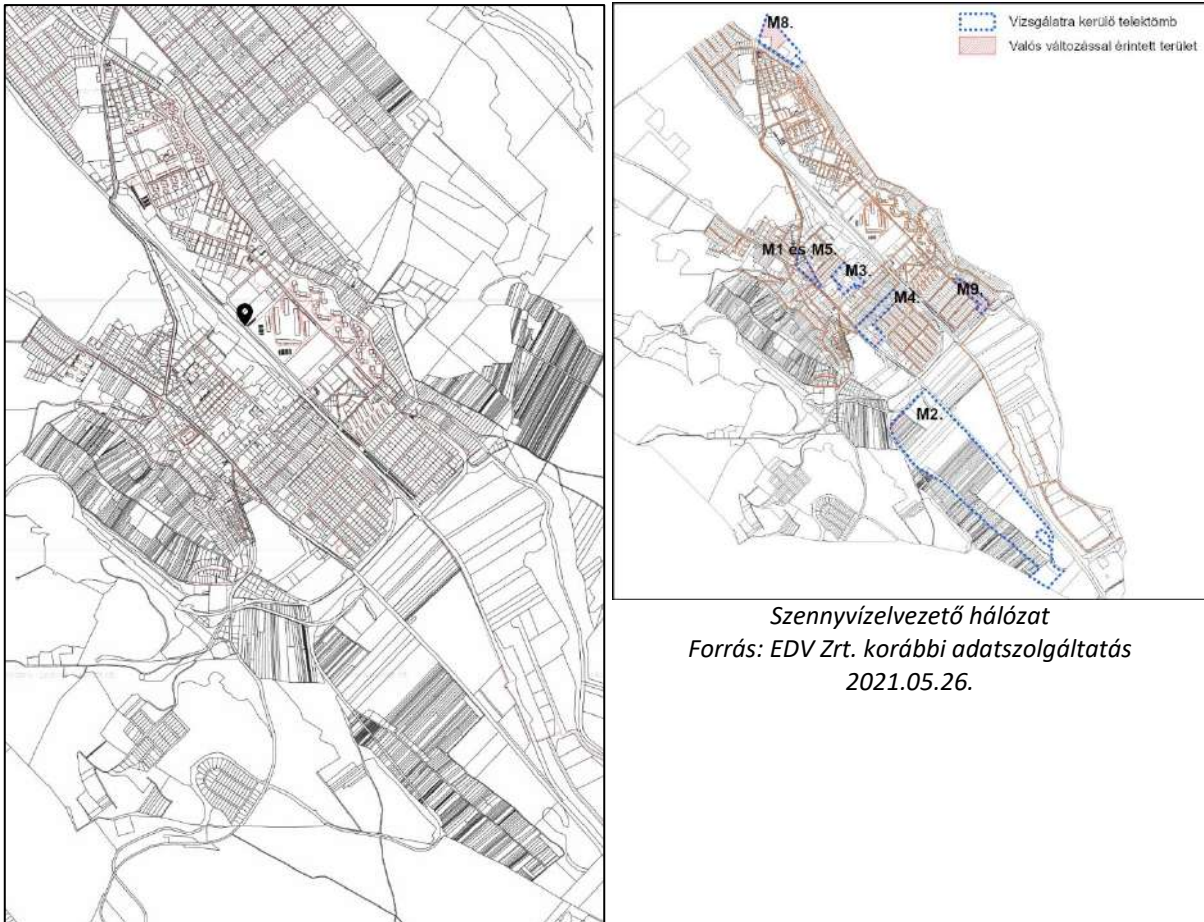 M8.
Vizsgálatra kerülő telektömb
Valós változással érintett terület
M1 és M5.
M3.
M4.
M9.
M2.
Szennyvízelvezető hálózat
Forrás: EDV Zrt. korábbi adatszolgáltatás
2021.05.26.